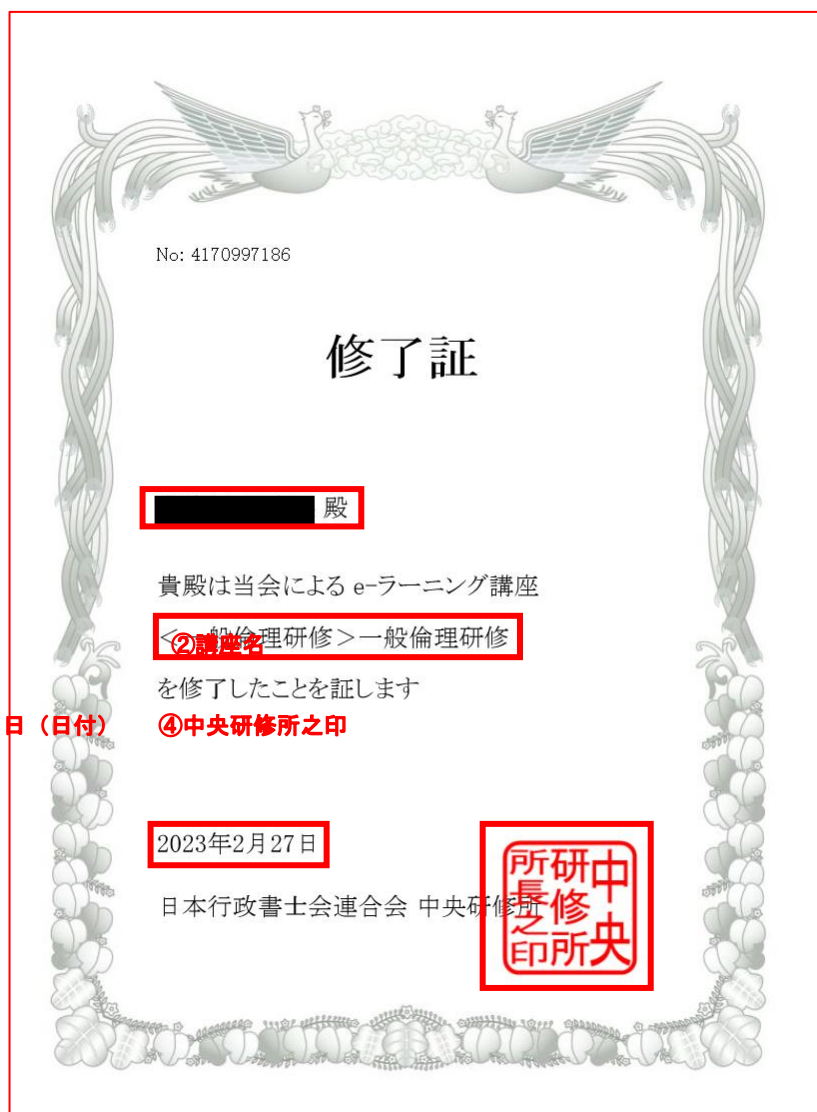 No: 4170997186
修了証
殿
貴殿は当会による e-ラーニング講座
<一般倫理研修>一般倫理研修
②講座名
を修了したことを証します
日（日付）
④中央研修所之印
2023年2月27日
日本行政書士会連合会 中央研修所
中央
研修所
所長之印